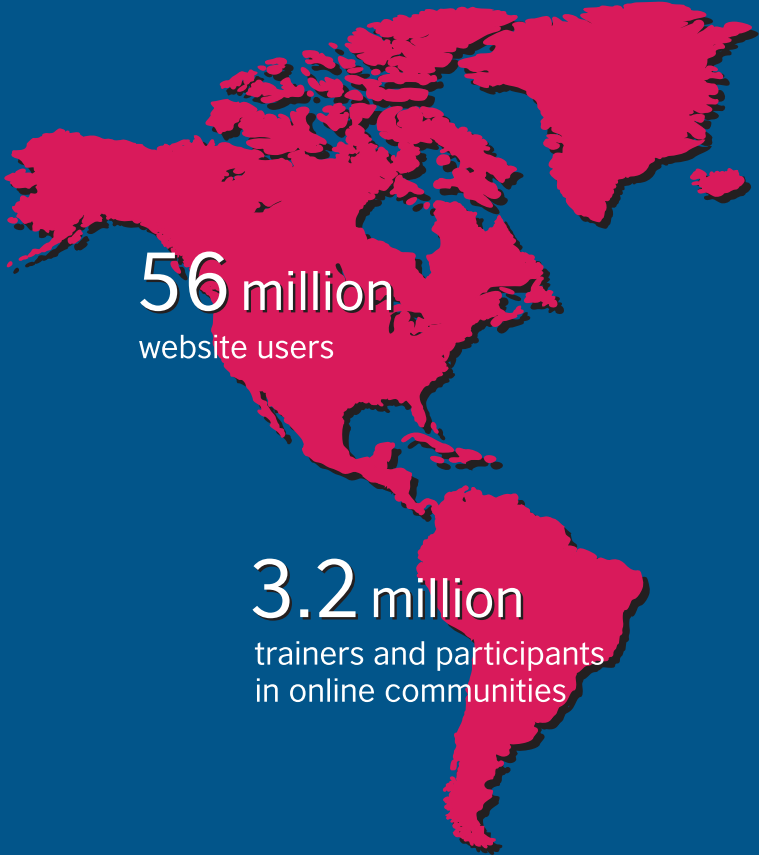 56 million
website users
3.2 million
trainers and participants
in online communities